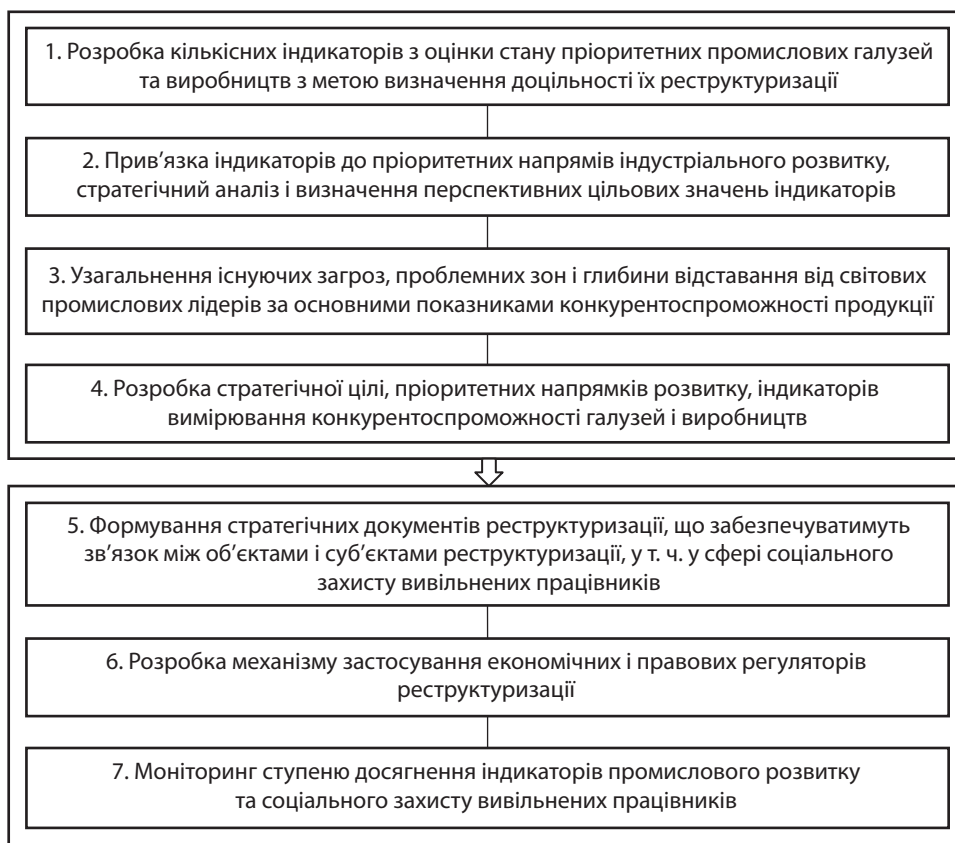 1. Розробка кількісних індикаторів з оцінки стану пріоритетних промислових галузей
та виробництв з метою визначення доцільності їх реструктуризації
2. Прив'язка індикаторів до пріоритетних напрямів індустріального розвитку,
стратегічний аналіз і визначення перспективних цільових значень індикаторів
3. Узагальнення існуючих загроз, проблемних зон і глибини відставання від світових
промислових лідерів за основними показниками конкурентоспроможності продукції
4. Розробка стратегічної цілі, пріоритетних напрямків розвитку, індикаторів
вимірювання конкурентоспроможності галузей і виробництв
5. Формування стратегічних документів реструктуризації, що забезпечуватимуть
зв'язок між об'єктами і суб'єктами реструктуризації, у т. ч. у сфері соціального
захисту вивільнених працівників
6. Розробка механізму застосування економічних і правових регуляторів
реструктуризації
7. Моніторинг ступеню досягнення індикаторів промислового розвитку
та соціального захисту вивільнених працівників